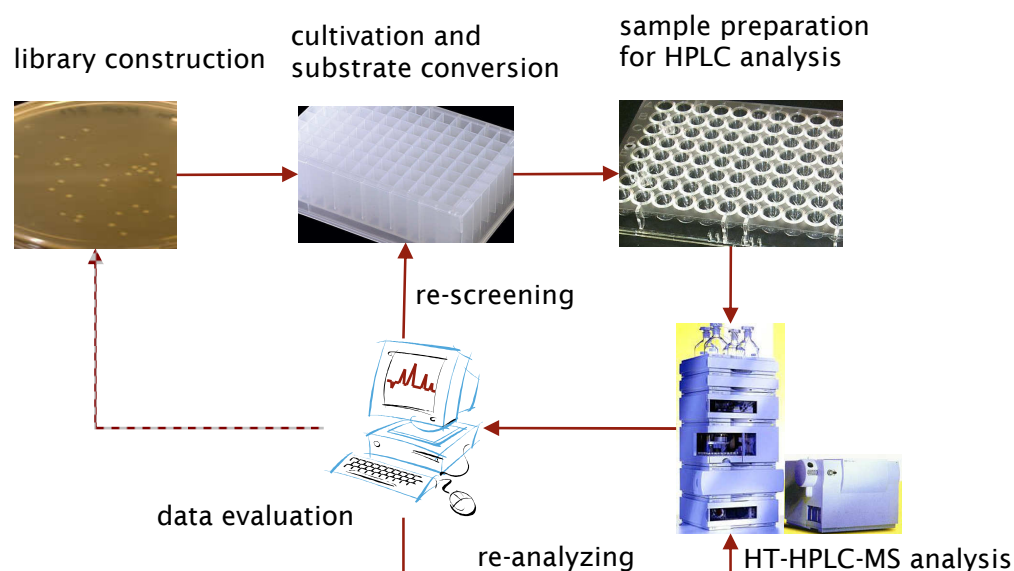 library construction
cultivation and
substrate conversion
sample preparation
for HPLC analysis
re-screening
data evaluation
re-analyzing
HT-HPLC-MS analysis